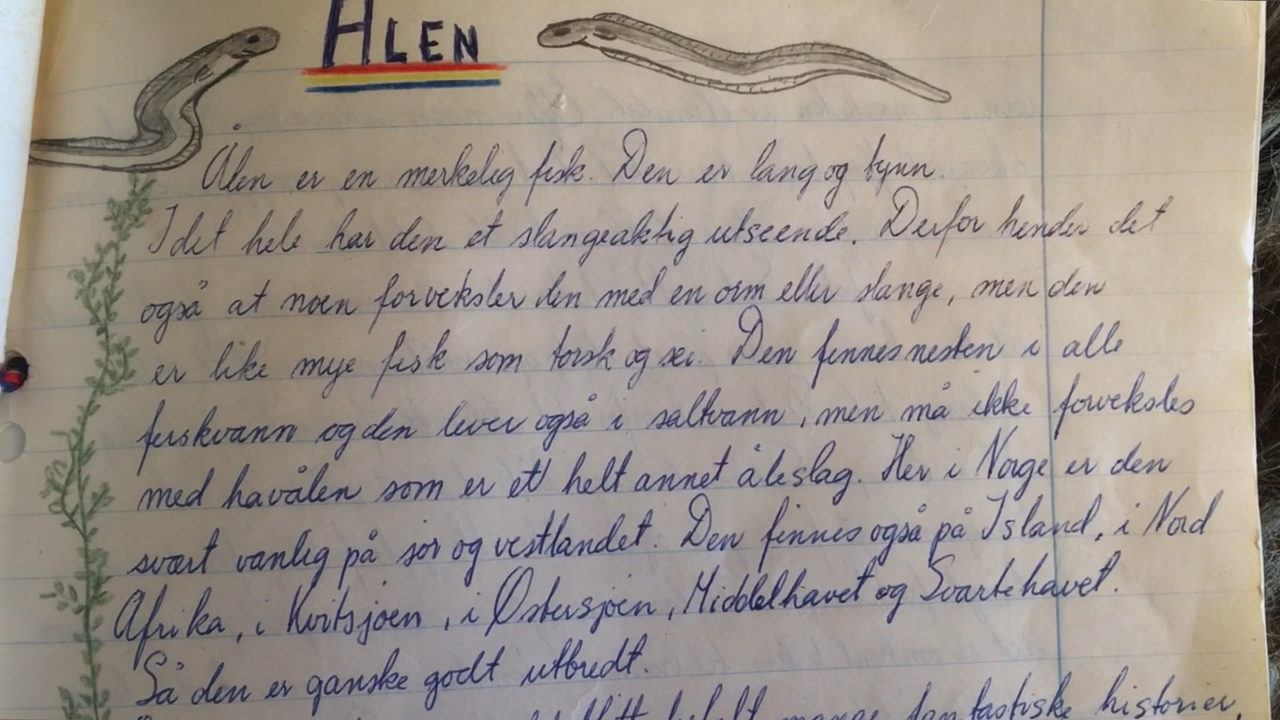 ÅLEN
Ålen er en merkelig fisk. Den er lang og tynn.
I det hele har den et slangeaktig utseende. Derfor hender det
også at noen forveksler den med en orm eller slange, men den
er like mye fisk som torsk og sei. Den finnes nesten i alle
ferskvann og den lever også i saltvann, men må ikke forveksles
med havålen som er et helt annet åleslag. Her i Norge er den
svært vanlig på sør og vestlandet. Den finnes også på Island, i Nord
Afrika, i Kvitsjøen, i Østersjøen, Middelhavet og Svartehavet.
Så den er ganske godt utbredt.
mange fantastiske historier,